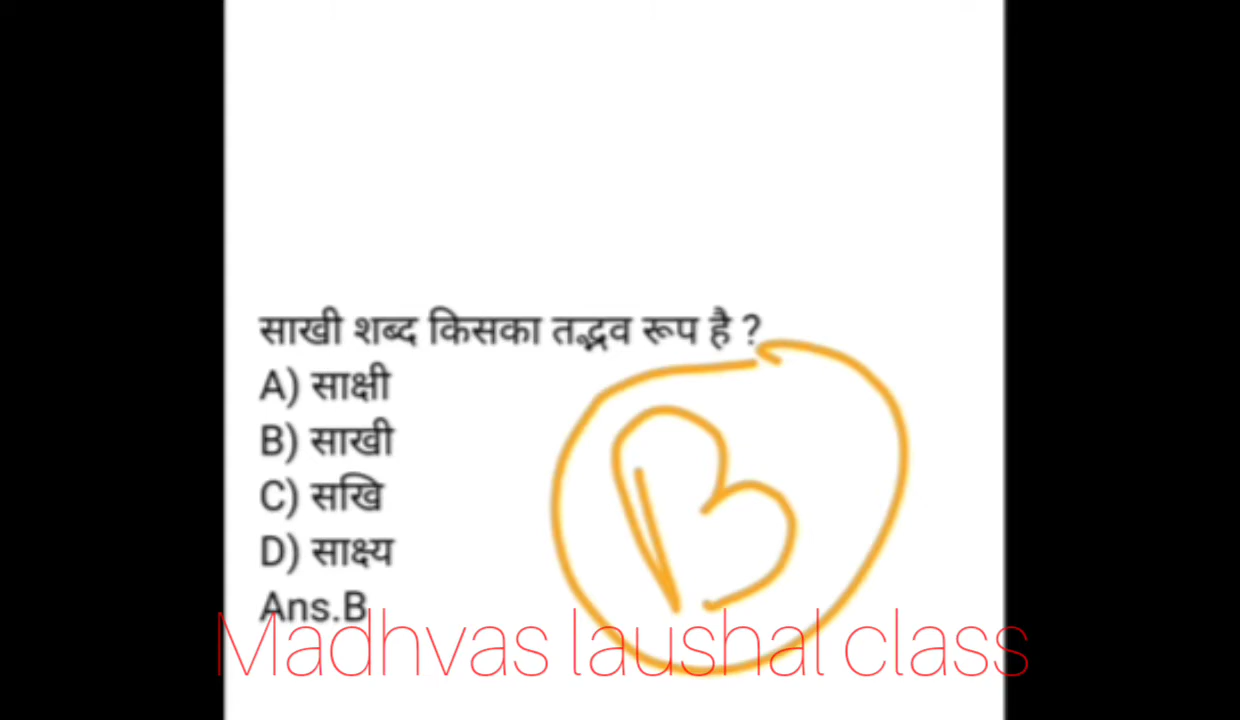 साखी शब्द किसका तद्भव रूप है ?
A) साक्षी
B) साखी
C) सखि
D) साक्ष्य
Ans.B
B
Madhvas laushal class